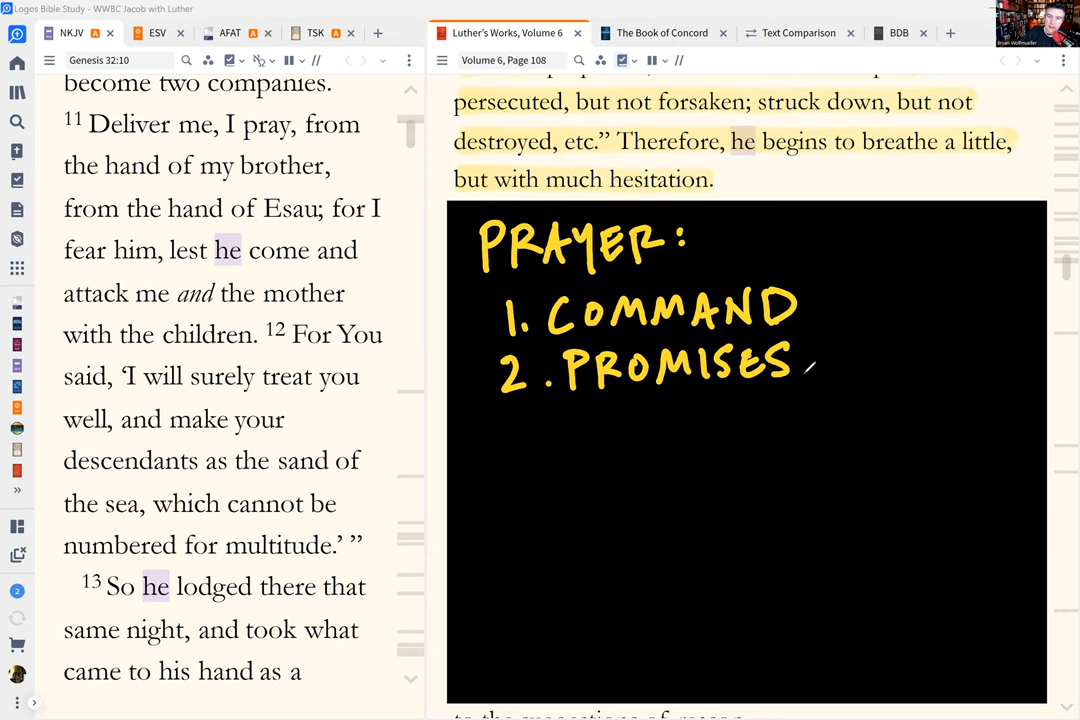 Logos Bible Study - WWBC Jacob with Luther
NKJV A ESV AFAT A TSK A
Genesis 32:10
become two companies.
11 Deliver me, I pray, from
the hand of my brother,
from the hand of Esau; for I
fear him, lest he come and
attack me and the mother
with the children. 12 For You
said, ‘I will surely treat you
well, and make your
descendants as the sand of
the sea, which cannot be
numbered for multitude.’ ”
13 So he lodged there that
same night, and took what
came to his hand as a
2
Luther’s Works, Volume 6 The Book of Concord Text Comparison BDB
Volume 6, Page 108
persecuted, but not forsaken; struck down, but not
destroyed, etc.” Therefore, he begins to breathe a little,
but with much hesitation.
PRAYER:
1. COMMAND
2. PROMISES
Bryan Wolfmueller